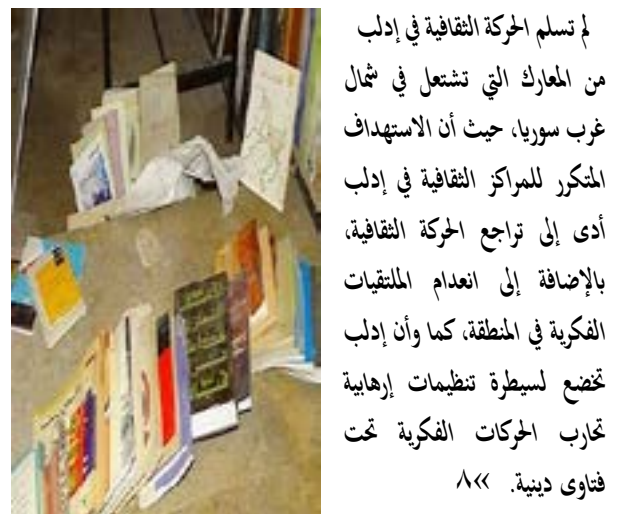 لم تسلم الحركة الثقافية في إدلب
من المعارك التي تشتعل في شمال
غرب سوريا، حيث أن الاستهداف
المتكرر للمراكز الثقافية في إدلب
أدى إلى تراجع الحركة الثقافية،
بالإضافة إلى انعدام الملتقيات
الفكرية في المنطقة، كما وأن إدلب
تخضع لسيطرة تنظيمات إرهابية
تحارب الحركات الفكرية تحت
فتاوى دينية. »٨